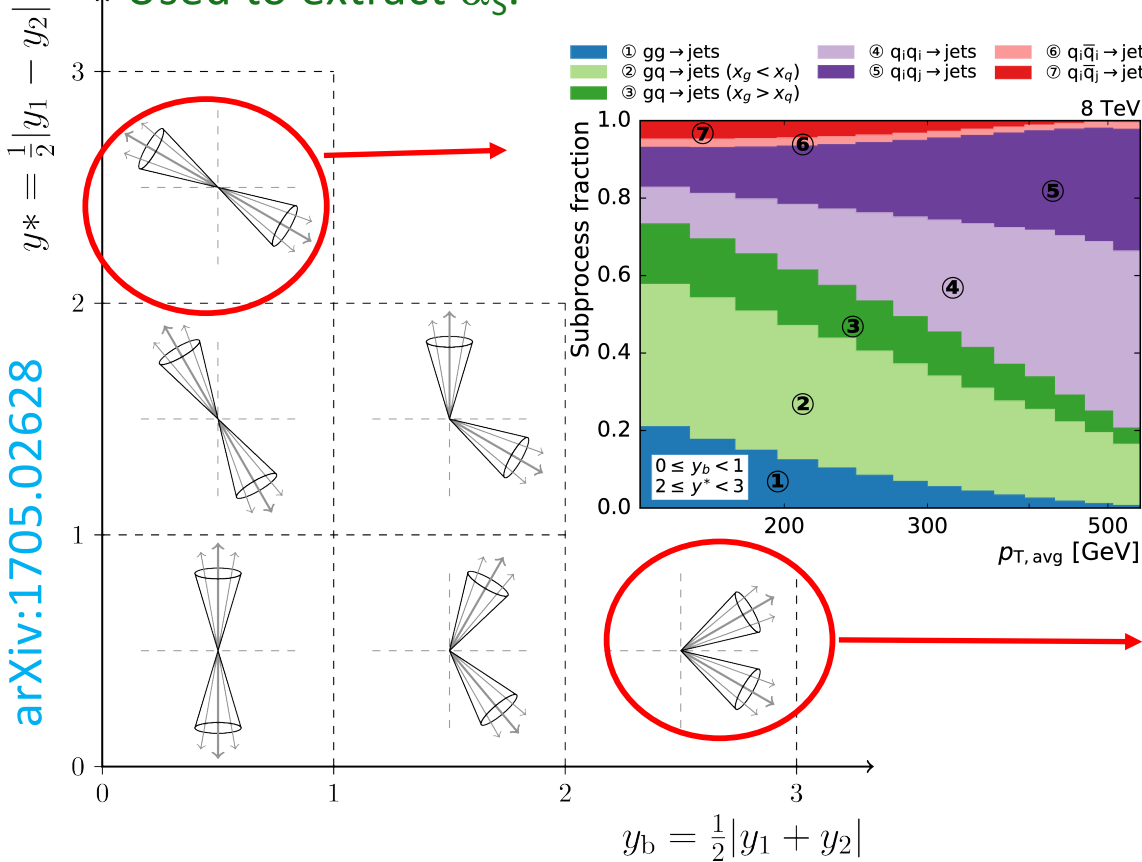 Used to extract αs.
y* = 1/2|y1 − y2|
arXiv:1705.02628
3
2
1
0
0
1
2
3
yb = 1/2|y1 + y2|
① gg → jets
② gq → jets (xg < xq)
③ gq → jets (xg > xq)
④ qiqi → jets
⑤ qiqj → jets
⑥ qiq̅i → jet
⑦ qiq̅j → jet
8 TeV
Subprocess fraction
1.0
0.8
0.6
0.4
0.2
0.0
⑦
⑥
⑤
④
③
②
①
0 ≤ yb < 1
2 ≤ y* < 3
200
300
500
pT,avg [GeV]